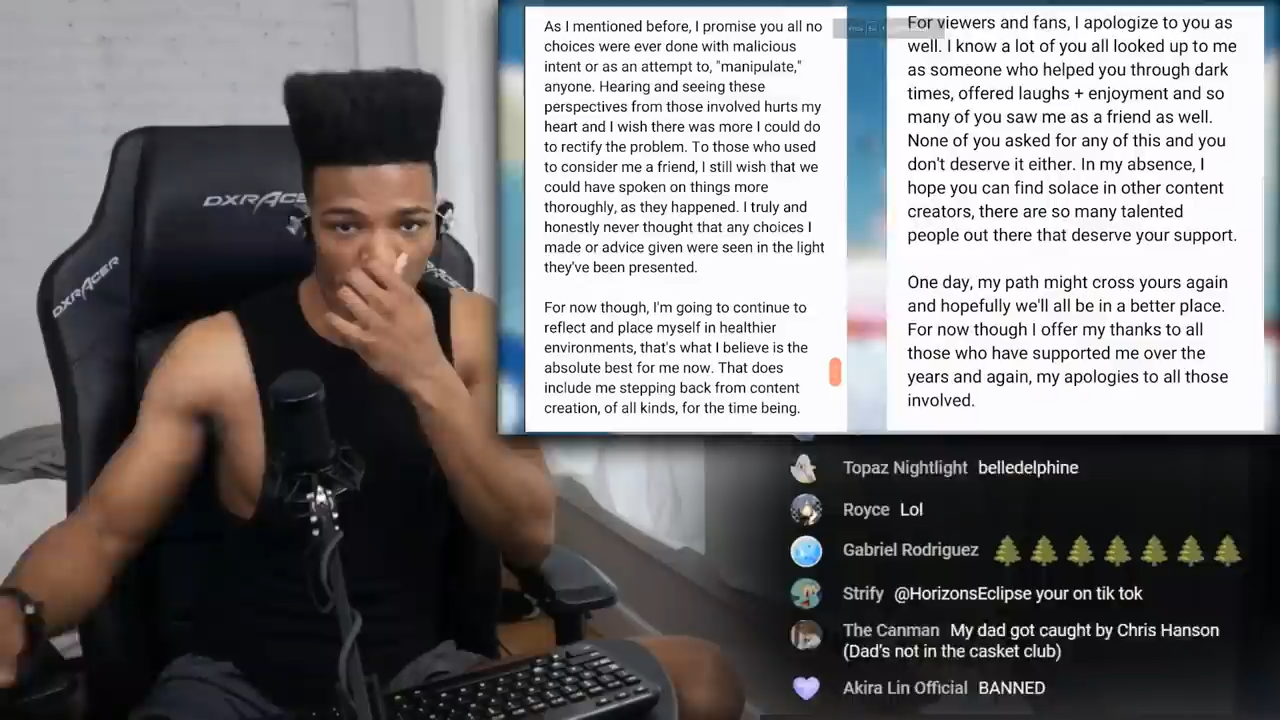 DXRACE
DXRACER
As I mentioned before, I promise you all no
choices were ever done with malicious
intent or as an attempt to, "manipulate,"
anyone. Hearing and seeing these
perspectives from those involved hurts my
heart and I wish there was more I could do
to rectify the problem. To those who used
to consider me a friend, I still wish that we
could have spoken on things more
thoroughly, as they happened. I truly and
honestly never thought that any choices I
made or advice given were seen in the light
they've been presented.
For now though, I'm going to continue to
reflect and place myself in healthier
environments, that's what I believe is the
absolute best for me now. That does
include me stepping back from content
creation, of all kinds, for the time being.
For viewers and fans, I apologize to you as
well. I know a lot of you all looked up to me
as someone who helped you through dark
times, offered laughs + enjoyment and so
many of you saw me as a friend as well.
None of you asked for any of this and you
don't deserve it either. In my absence, I
hope you can find solace in other content
creators, there are so many talented
people out there that deserve your support.
One day, my path might cross yours again
and hopefully we'll all be in a better place.
For now though I offer my thanks to all
those who have supported me over the
years and again, my apologies to all those
involved.
Topaz Nightlight belledelphine
Royce Lol
Gabriel Rodriguez 🌲🌲🌲🌲🌲🌲🌲
Strify @HorizonsEclipse your on tik tok
The Canman My dad got caught by Chris Hanson
(Dad's not in the casket club)
Akira Lin Official BANNED